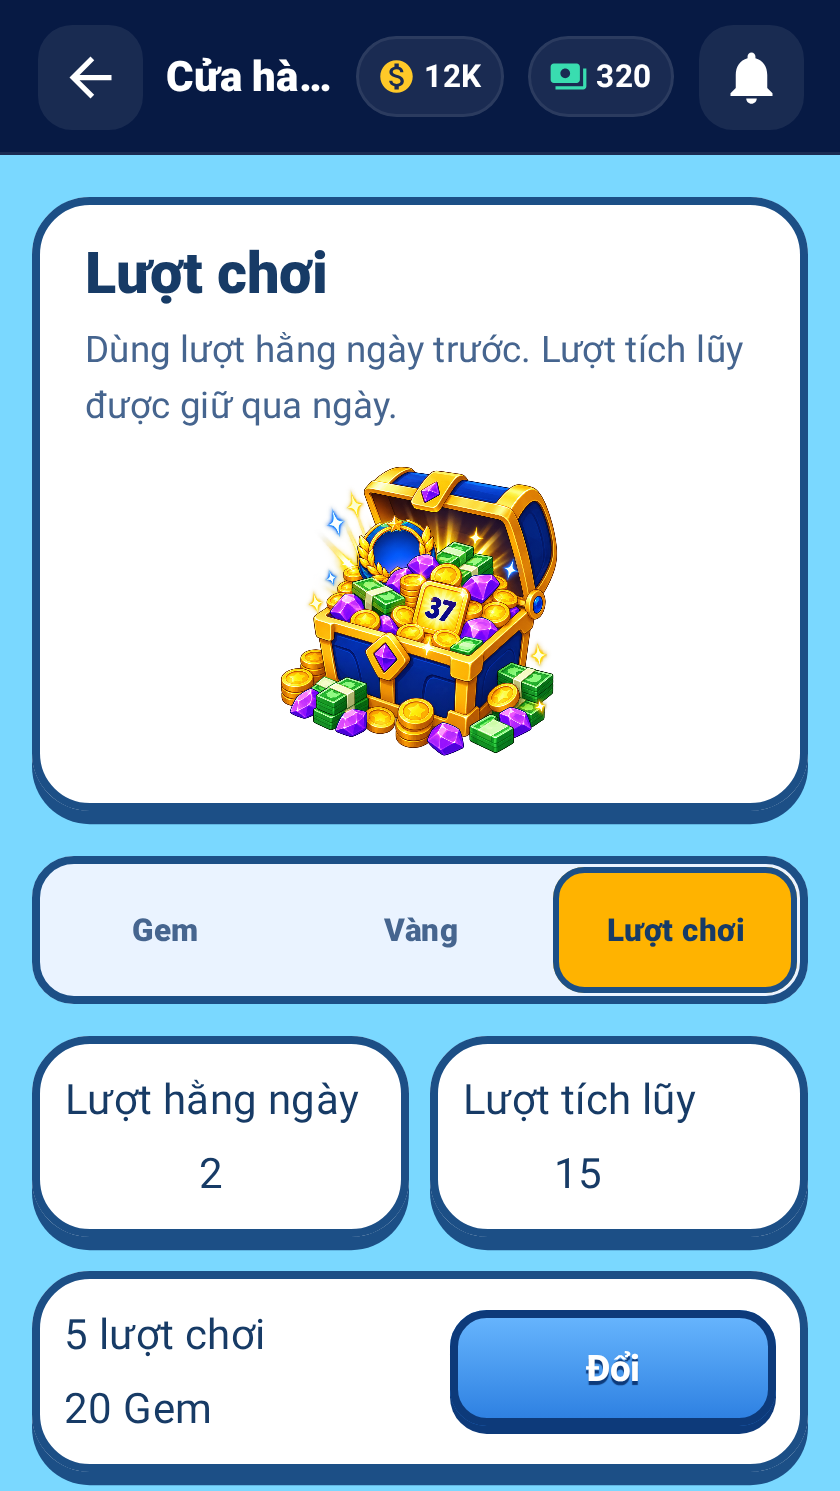 Cửa hà...
12K
320
Lượt chơi
Dùng lượt hằng ngày trước. Lượt tích lũy
được giữ qua ngày.
37
Gem
Vàng
Lượt chơi
Lượt hằng ngày
2
Lượt tích lũy
15
5 lượt chơi
20 Gem
Đổi